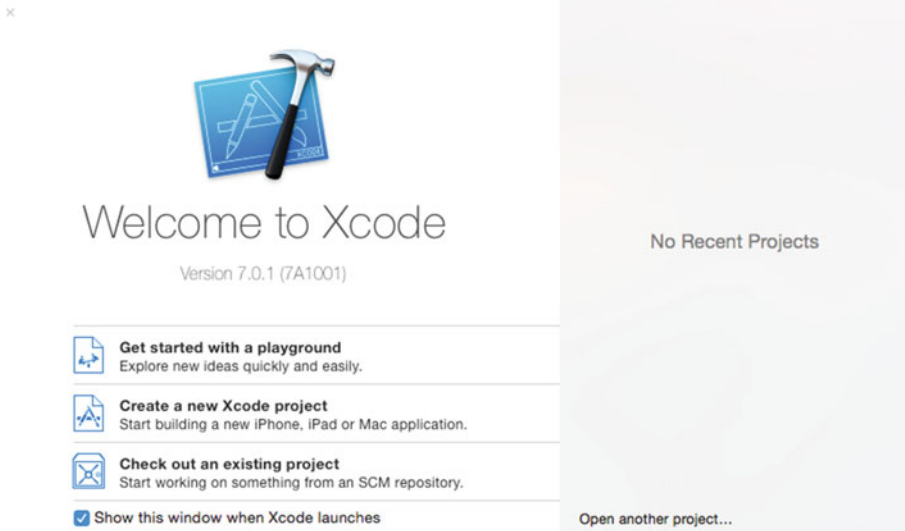 XCODE
Welcome to Xcode
Version 7.0.1 (7A1001)
Get started with a playground
Explore new ideas quickly and easily.
Create a new Xcode project
Start building a new iPhone, iPad or Mac application.
Check out an existing project
Start working on something from an SCM repository.
Show this window when Xcode launches
No Recent Projects
Open another project...